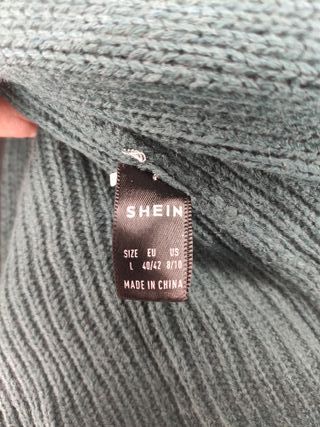 SHEIN
SIZE EU US
L 40/42 8/10
MADE IN CHINA